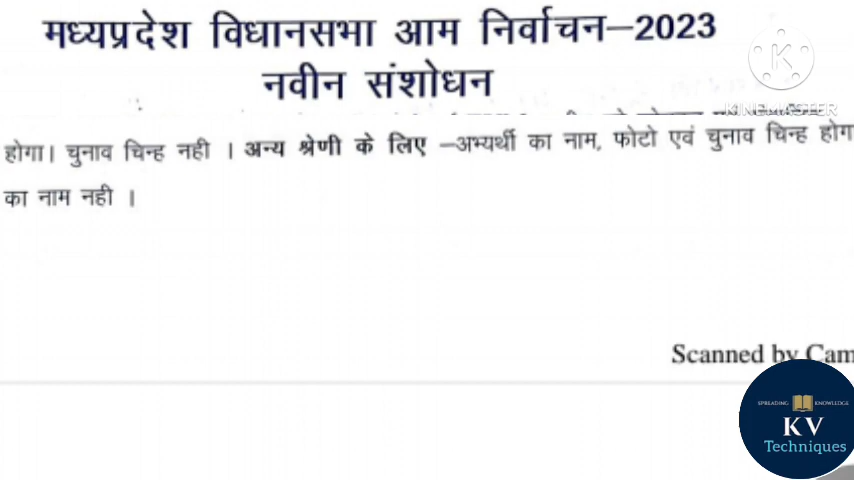 मध्यप्रदेश विधानसभा आम निर्वाचन–2023
नवीन संशोधन
KINEMASTER
होगा। चुनाव चिन्ह नही । अन्य श्रेणी के लिए –अभ्यर्थी का नाम, फोटो एवं चुनाव चिन्ह होग
का नाम नही ।
Scanned by Cam
SPREADING KNOWLEDGE
KV
Techniques